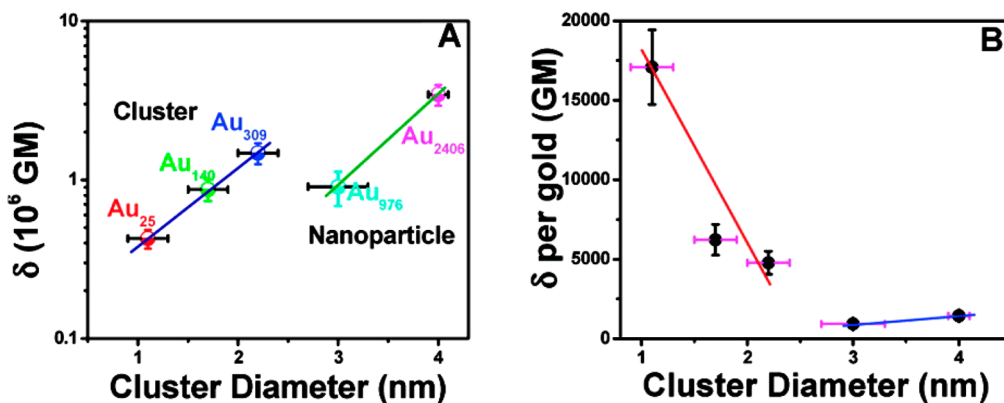 A
δ (10⁶ GM)
10
1
0.1
Cluster
Au₂₅
Au₁₄₀
Au₃₀₉
Au₉₇₆
Au₂₄₀₆
Nanoparticle
1 2 3 4
Cluster Diameter (nm)
B
δ per gold (GM)
20000
15000
10000
5000
0
1 2 3 4
Cluster Diameter (nm)